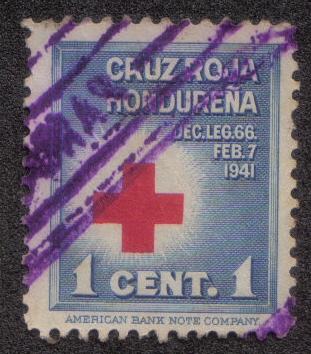 CRUZ ROJA
HONDUREÑA
DEC.LEG.66.
FEB.7
1941
1 CENT. 1
AMERICAN BANK NOTE COMPANY.